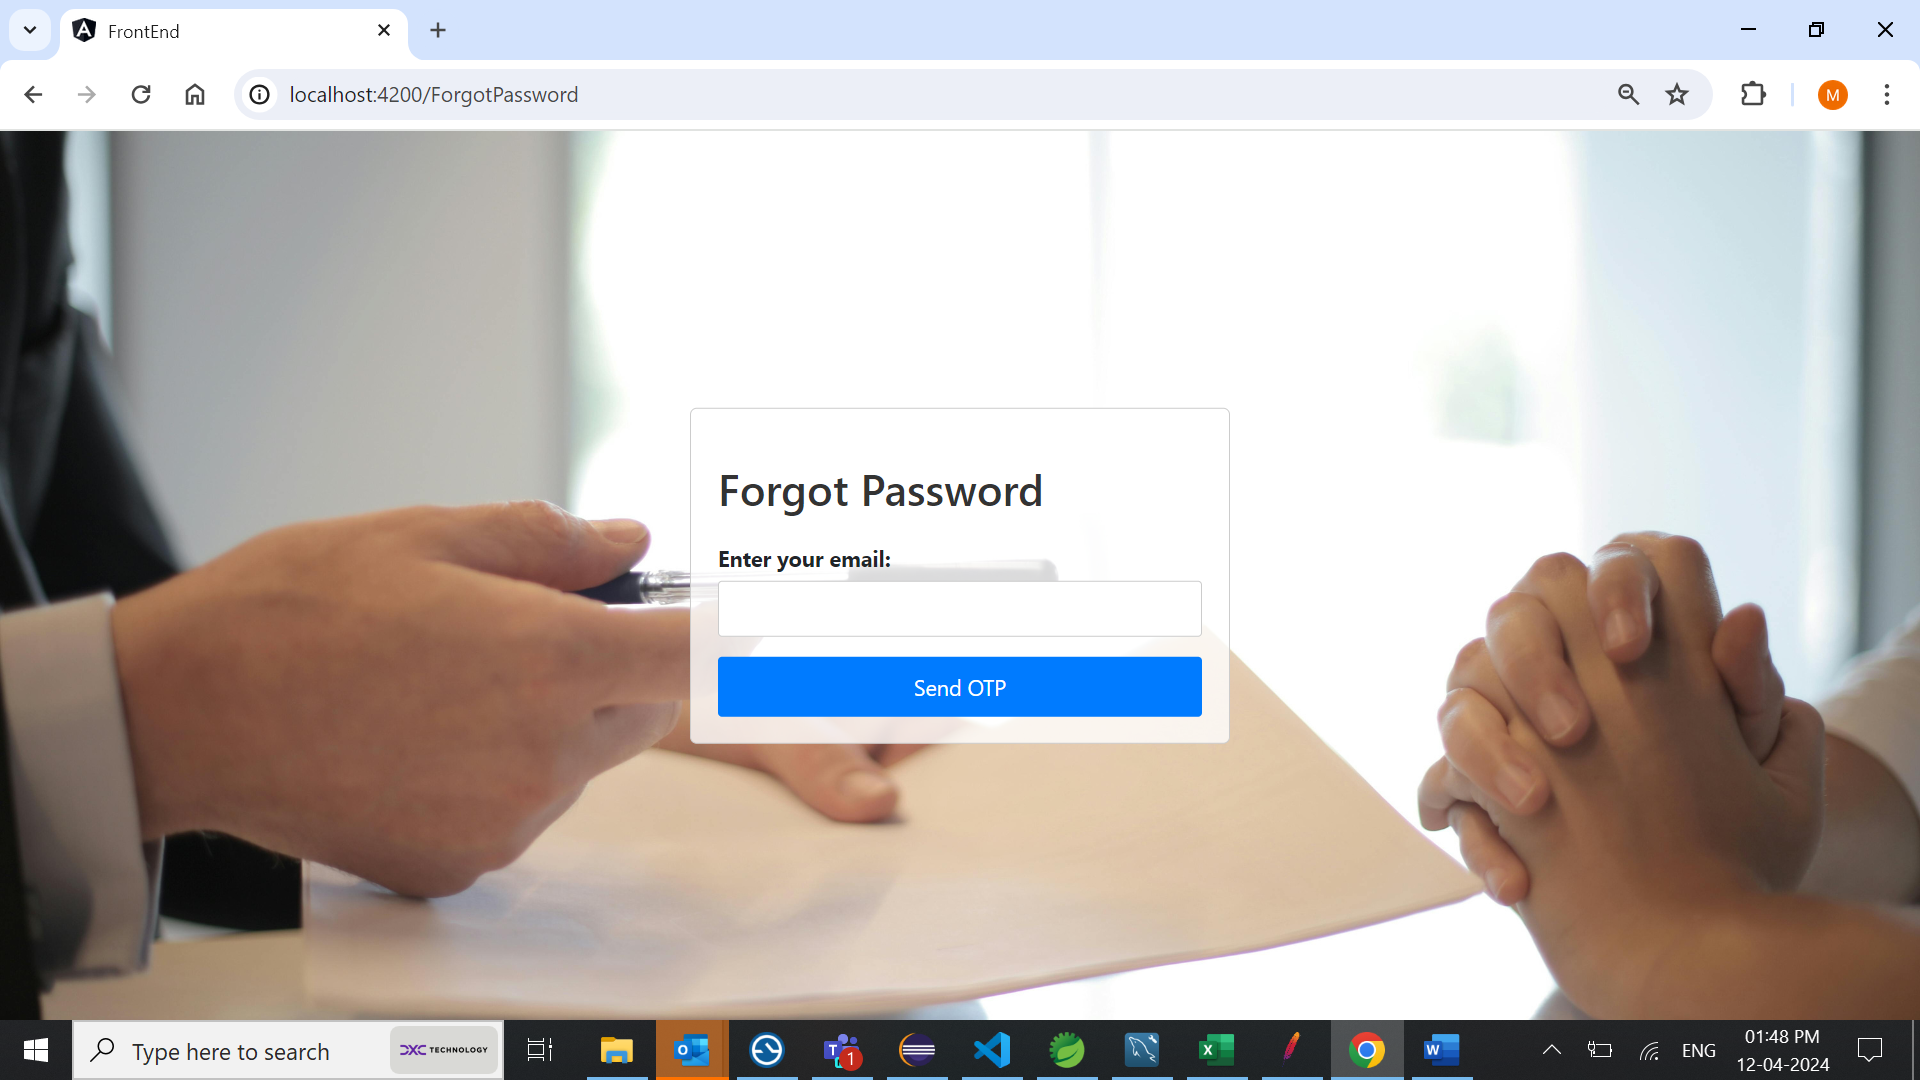 FrontEnd
localhost:4200/ForgotPassword
M
Forgot Password
Enter your email:
Send OTP
Type here to search
DXC TECHNOLOGY
1
ENG
01:48 PM
12-04-2024